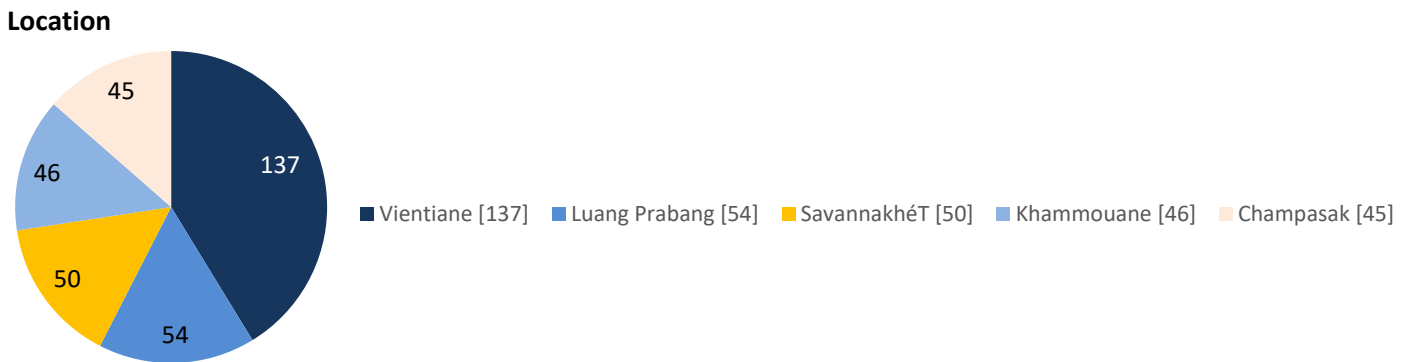 Location
45
137
46
50
54
Vientiane [137] Luang Prabang [54] SavannakhéT [50] Khammouane [46] Champasak [45]